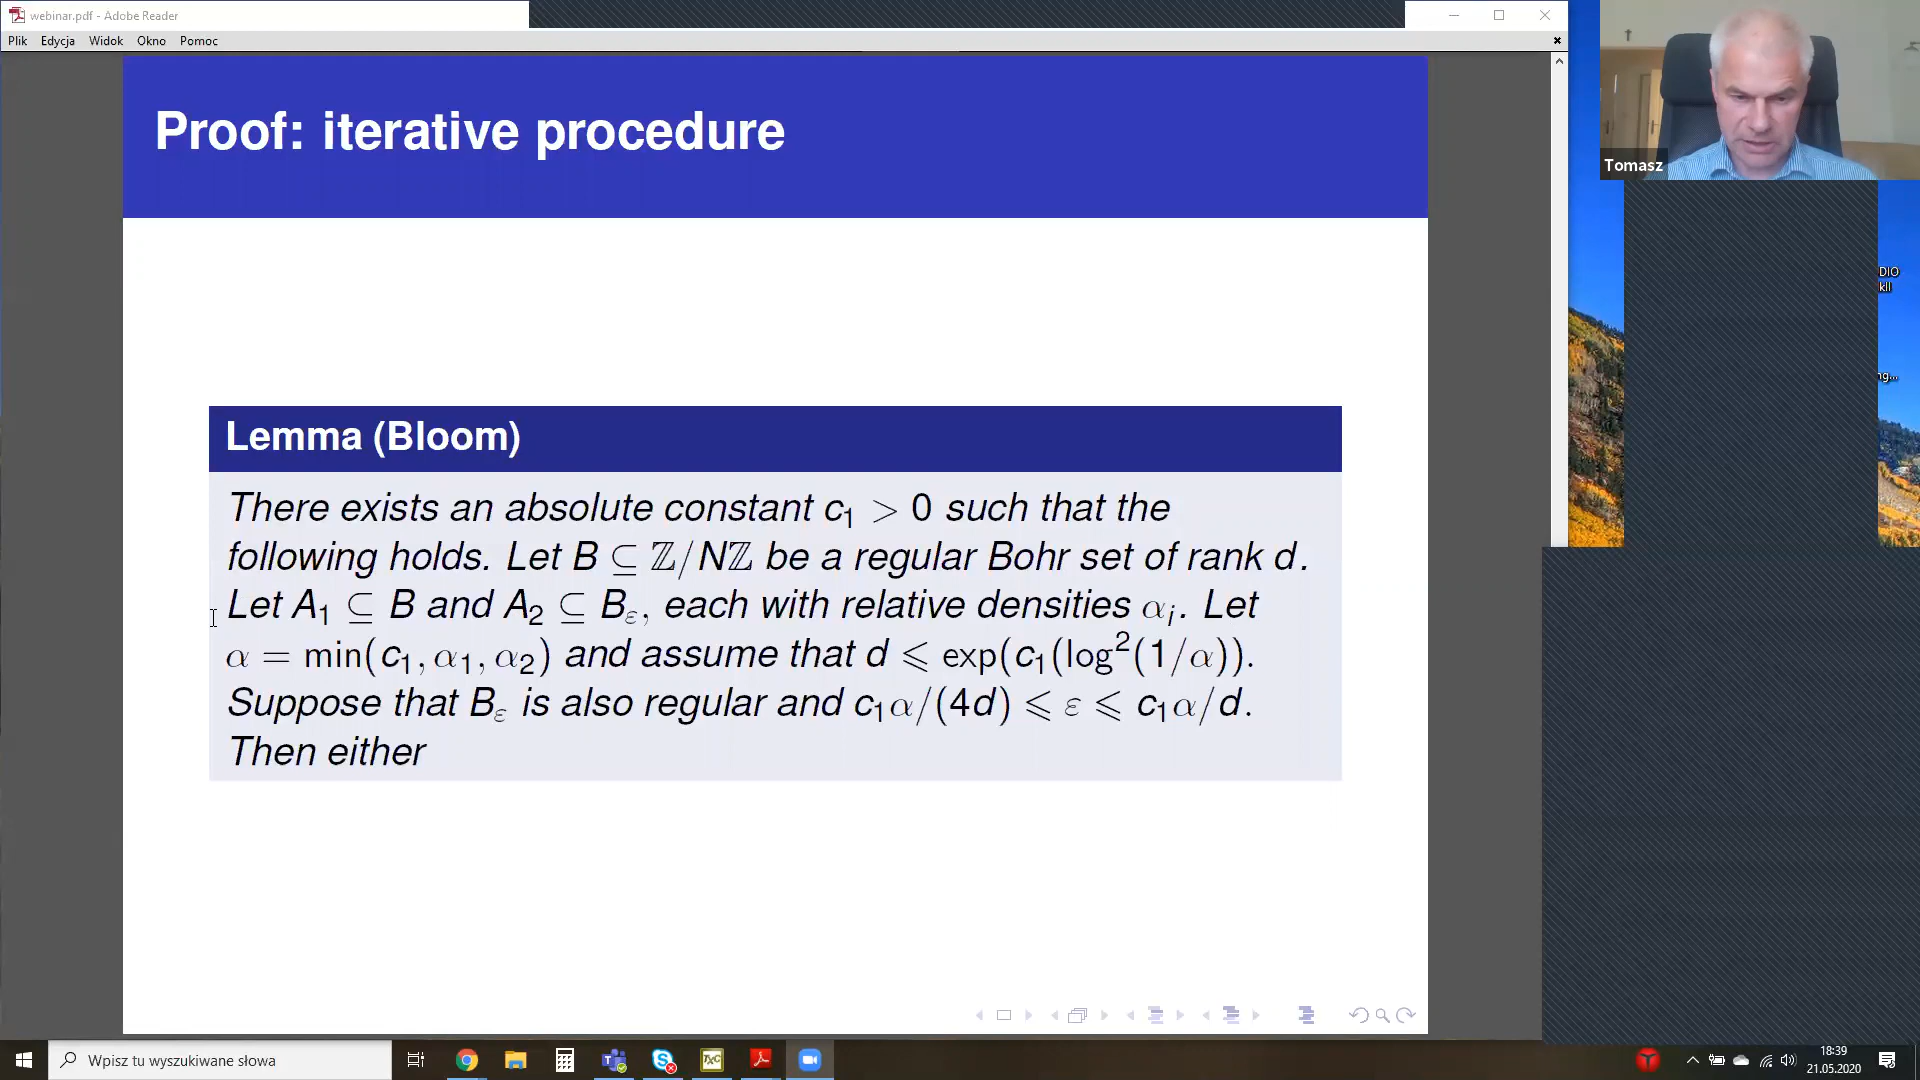 webinar.pdf - Adobe Reader
Plik Edycja Widok Okno Pomoc
Proof: iterative procedure
Lemma (Bloom)
There exists an absolute constant c₁ > 0 such that the
following holds. Let B ⊆ ℤ/Nℤ be a regular Bohr set of rank d.
Let A₁ ⊆ B and A₂ ⊆ B_ε, each with relative densities α_i. Let
α = min(c₁, α₁, α₂) and assume that d ⩽ exp(c₁(log²(1/α)).
Suppose that B_ε is also regular and c₁α/(4d) ⩽ ε ⩽ c₁α/d.
Then either
Tomasz
DIO
kll
ng...
Wpisz tu wyszukiwane słowa
18:39
21.05.2020